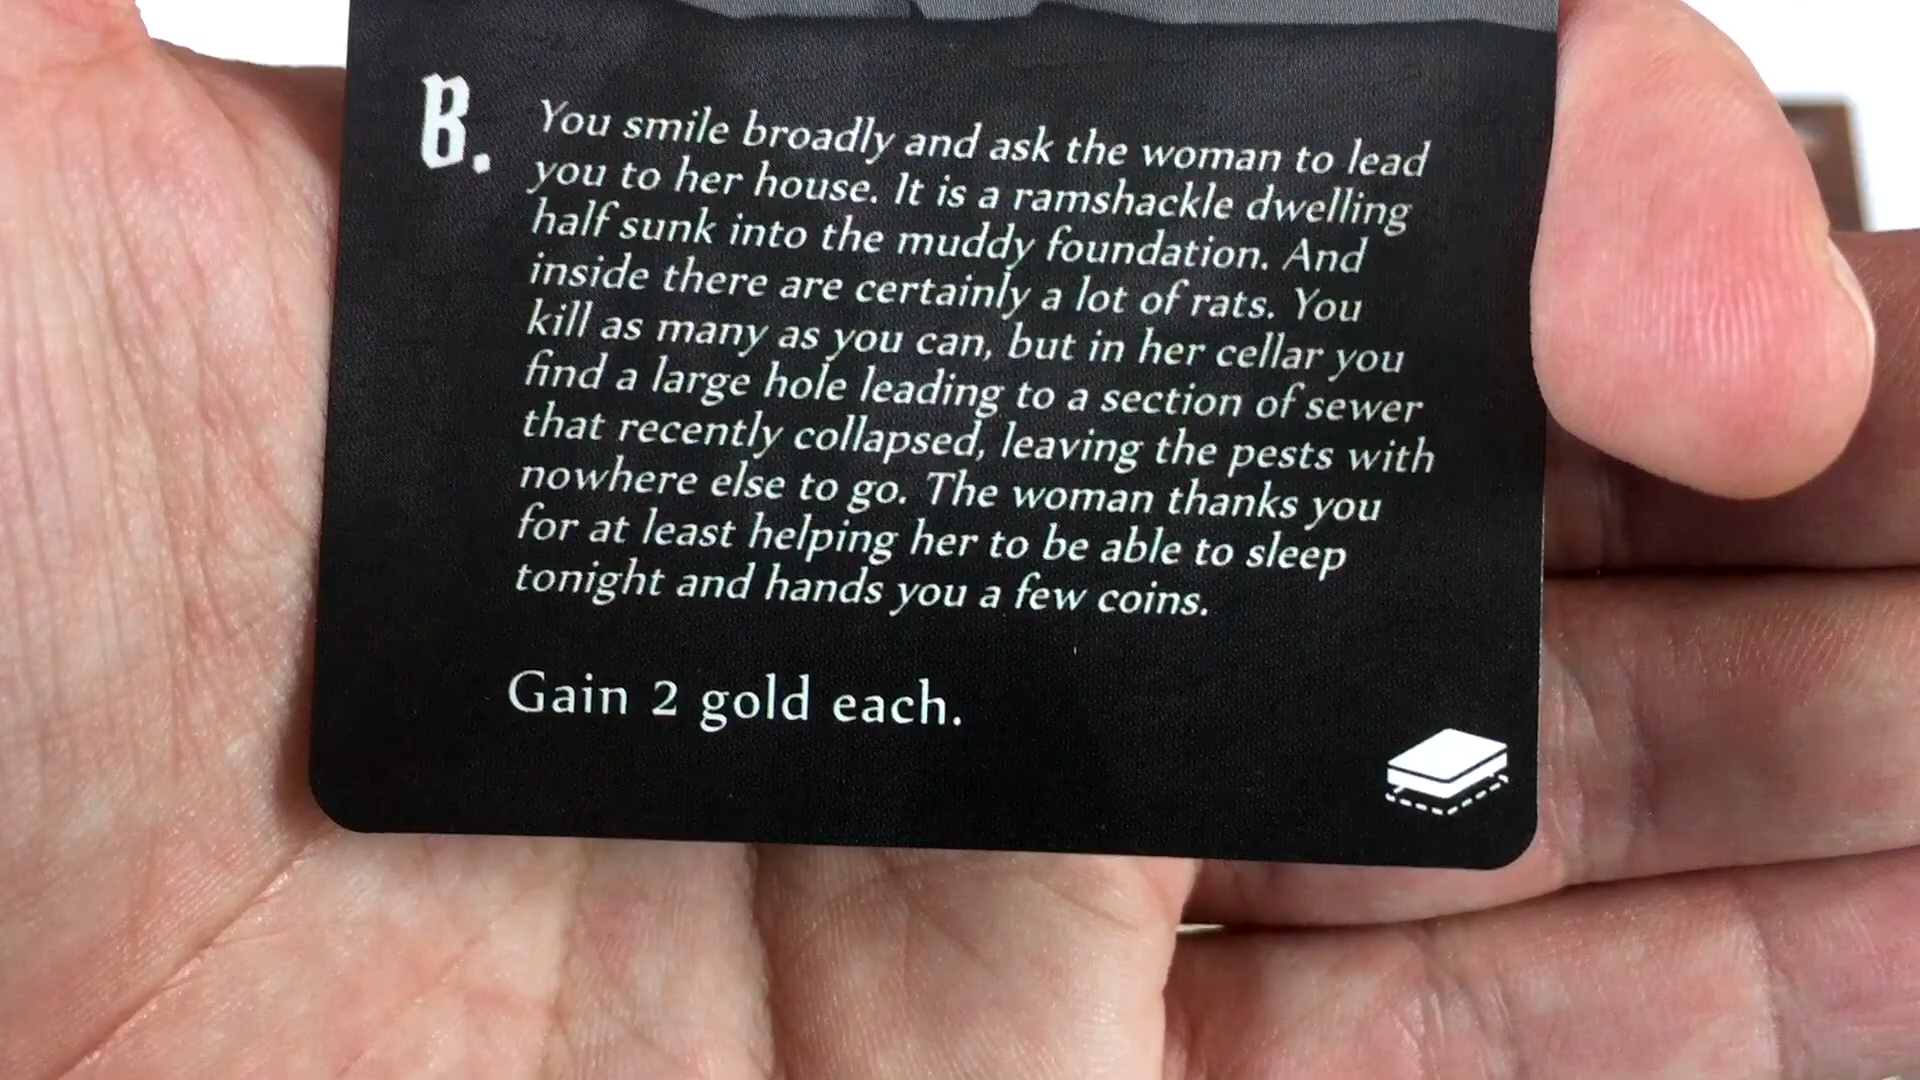 B.
You smile broadly and ask the woman to lead
you to her house. It is a ramshackle dwelling
half sunk into the muddy foundation. And
inside there are certainly a lot of rats. You
kill as many as you can, but in her cellar you
find a large hole leading to a section of sewer
that recently collapsed, leaving the pests with
nowhere else to go. The woman thanks you
for at least helping her to be able to sleep
tonight and hands you a few coins.
Gain 2 gold each.